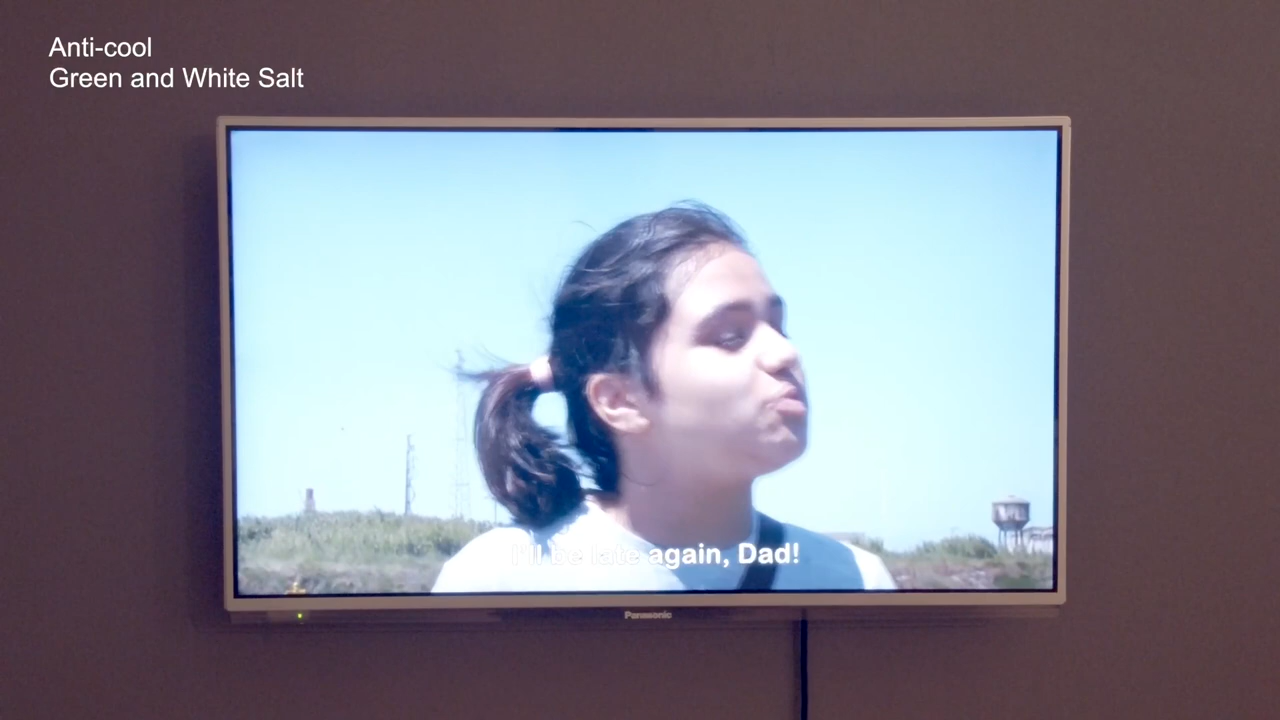 Anti-cool
Green and White Salt
I'll be late again, Dad!
Panasonic